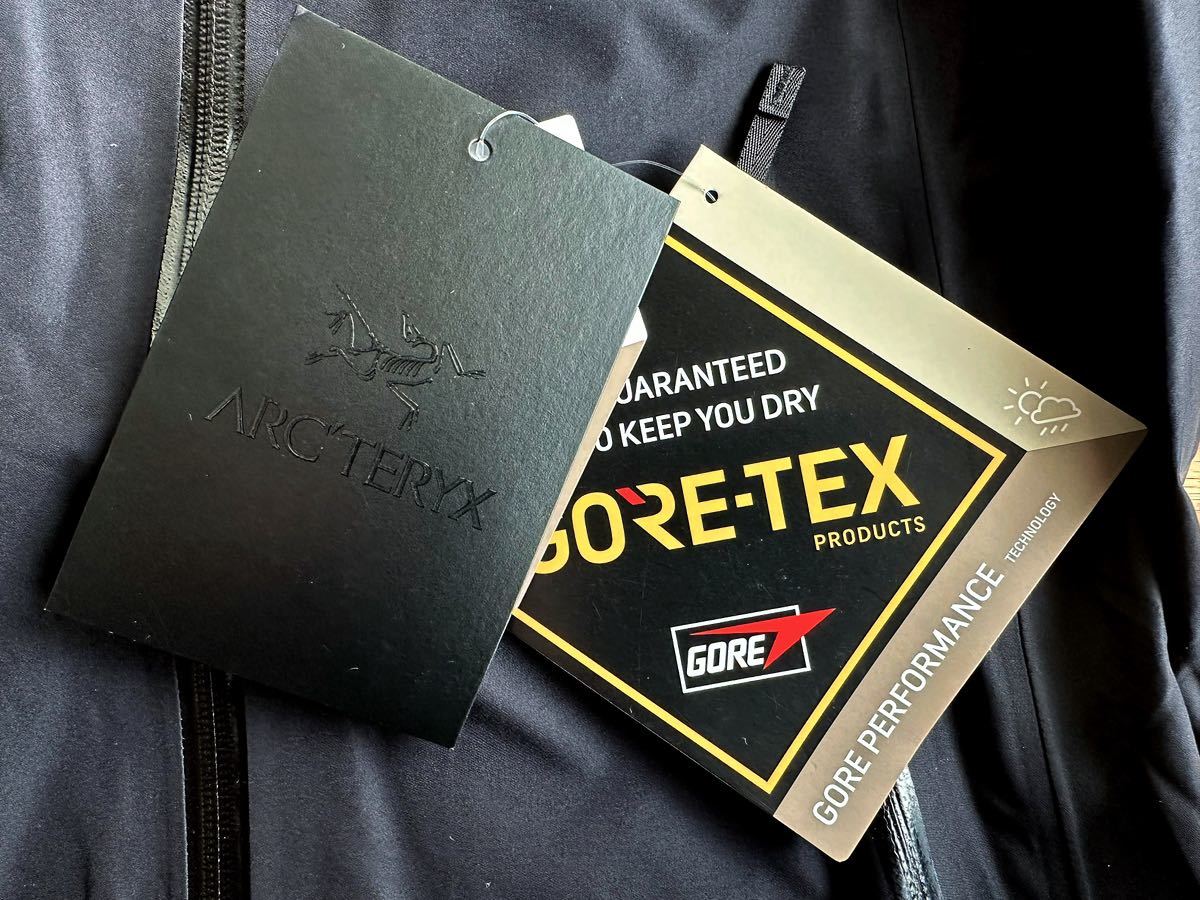 ARC'TERYX
UARANTEED
O KEEP YOU DRY
GORE-TEX
PRODUCTS
GORE
GORE PERFORMANCE TECHNOLOGY